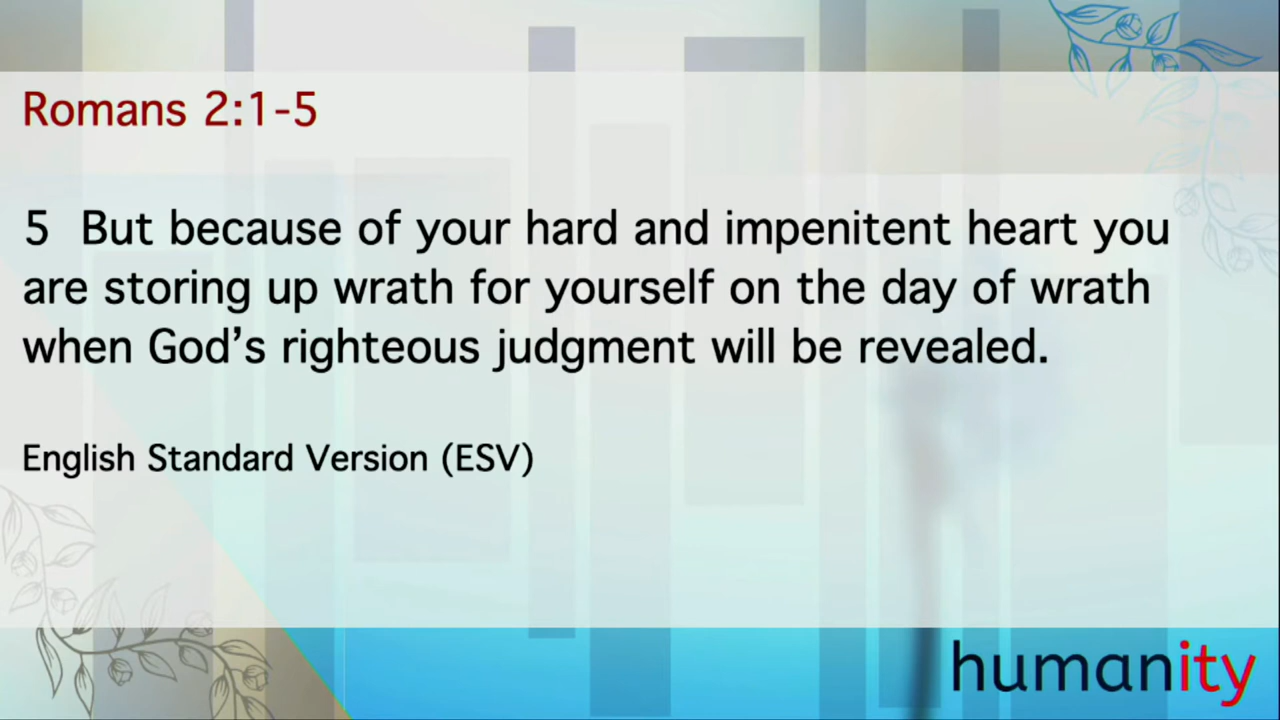 Romans 2:1-5
5 But because of your hard and impenitent heart you
are storing up wrath for yourself on the day of wrath
when God’s righteous judgment will be revealed.
English Standard Version (ESV)
humanity